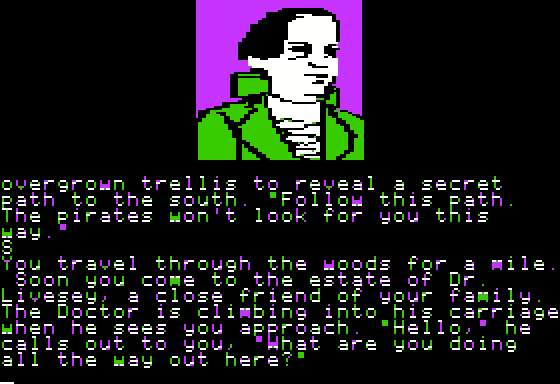 overgrown trellis to reveal a secret
path to the south. "Follow this path.
The pirates won't look for you this
way."
S
You travel through the woods for a mile.
Soon you come to the estate of Dr.
Livesey, a close friend of your family.
The Doctor is climbing into his carriage
when he sees you approach. "Hello," he
calls out to you, "What are you doing
all the way out here?"